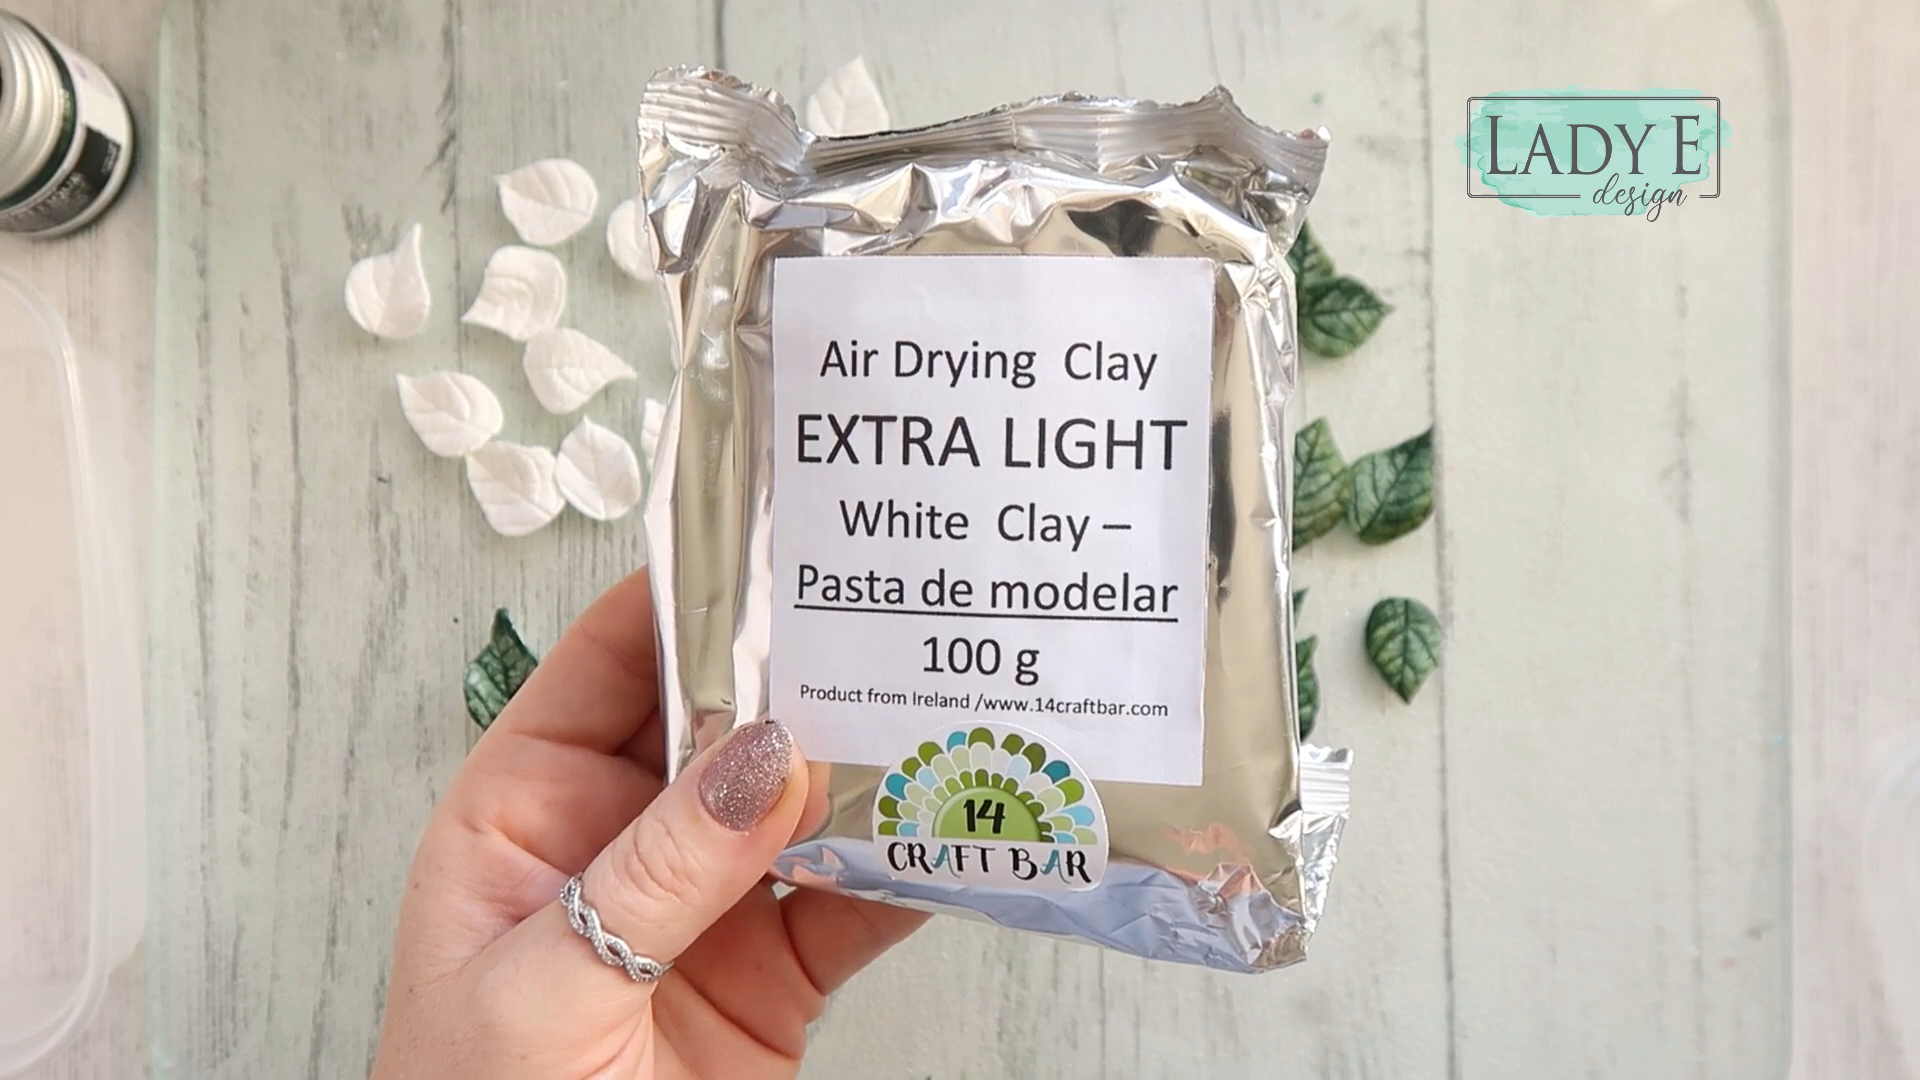 LADY E
design
Air Drying Clay
EXTRA LIGHT
White Clay –
Pasta de modelar
100 g
Product from Ireland /www.14craftbar.com
14
CRAFT BAR